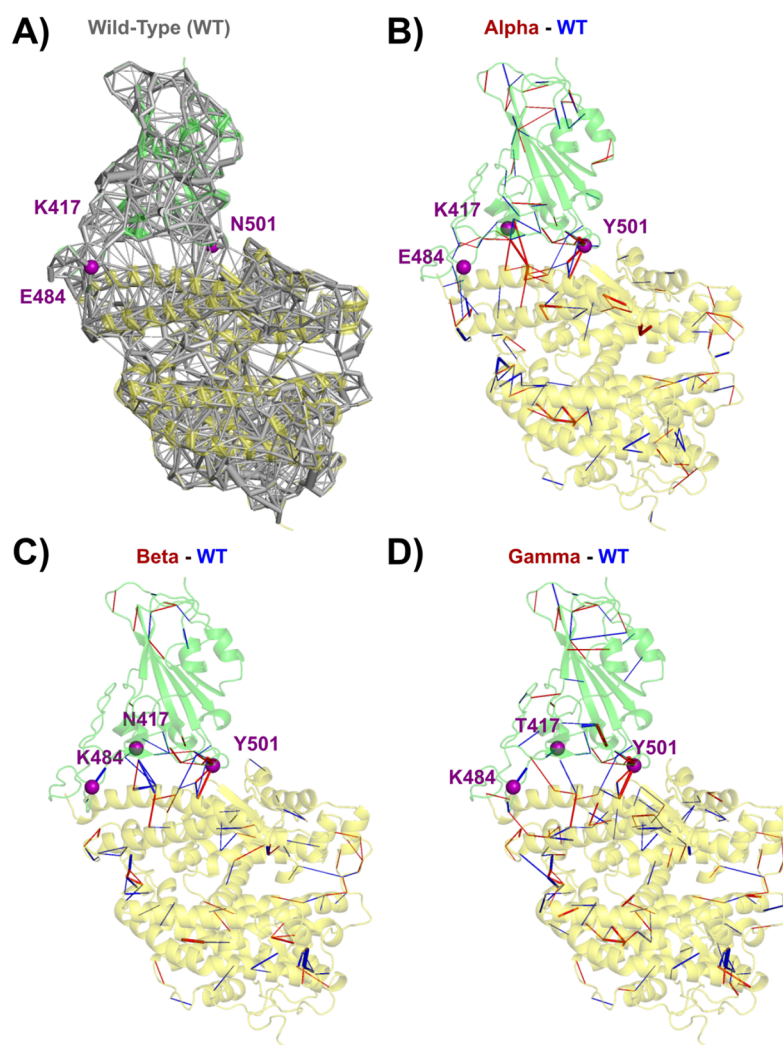 A) Wild-Type (WT)
K417
N501
E484
B) Alpha - WT
K417
Y501
E484
C) Beta - WT
N417
Y501
K484
D) Gamma - WT
T417
Y501
K484